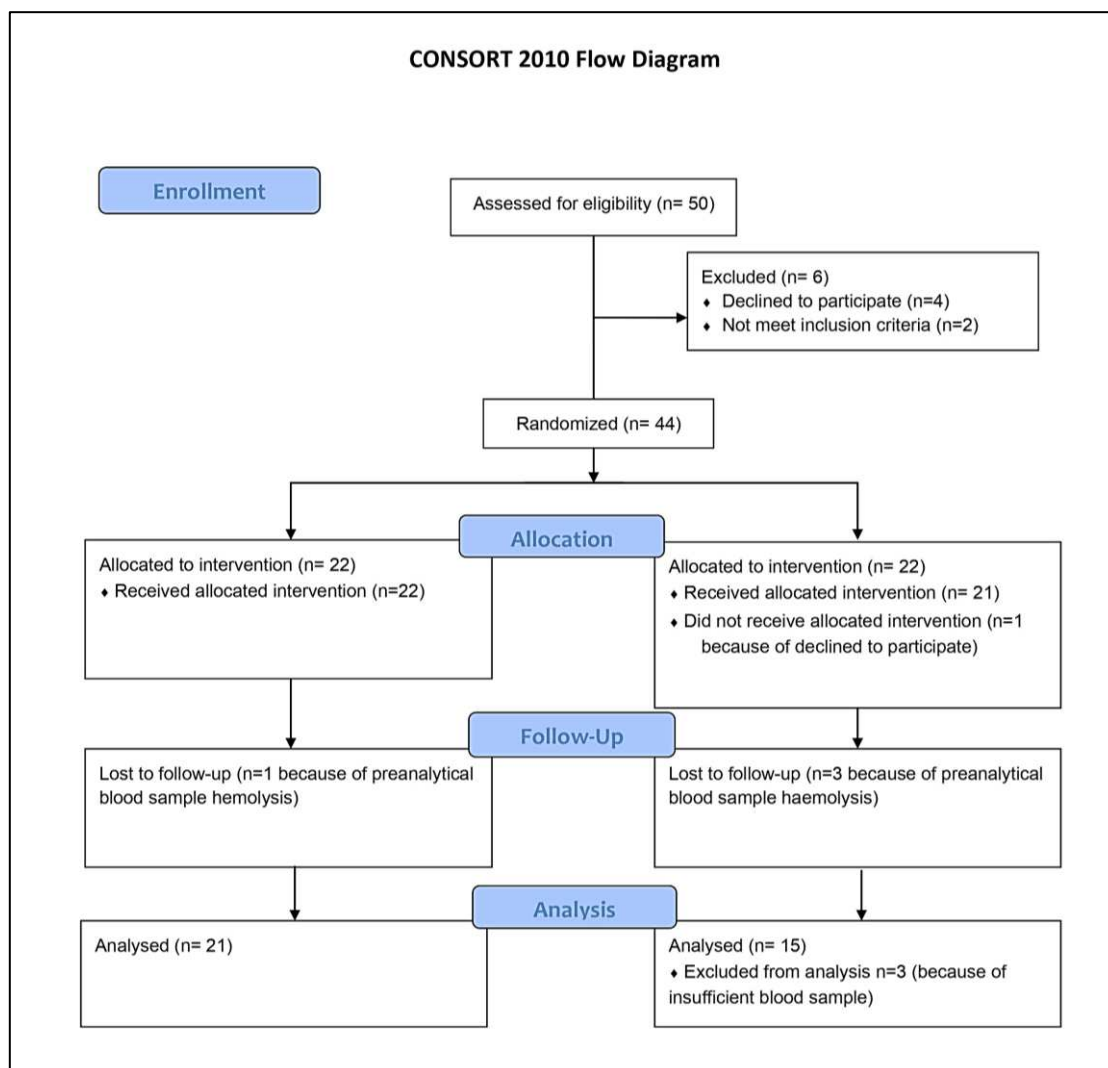 CONSORT 2010 Flow Diagram
Enrollment
Assessed for eligibility (n= 50)
Excluded (n= 6)
♦ Declined to participate (n=4)
♦ Not meet inclusion criteria (n=2)
Randomized (n= 44)
Allocation
Allocated to intervention (n= 22)
♦ Received allocated intervention (n=22)
Allocated to intervention (n= 22)
♦ Received allocated intervention (n= 21)
♦ Did not receive allocated intervention (n=1
because of declined to participate)
Follow-Up
Lost to follow-up (n=1 because of preanalytical
blood sample hemolysis)
Lost to follow-up (n=3 because of preanalytical
blood sample haemolysis)
Analysis
Analysed (n= 21)
Analysed (n= 15)
♦ Excluded from analysis n=3 (because of
insufficient blood sample)